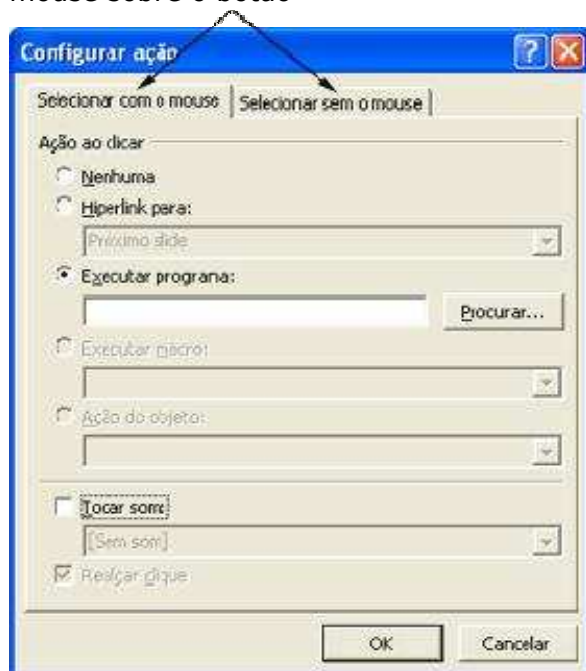 mouse sobre o botão
Configurar ação
Selecionar com o mouse
Selecionar sem o mouse
Ação ao clicar
Nenhuma
Hiperlink para:
Próximo slide
Executar programa:
Procurar...
Executar macro:
Ação do objeto:
Tocar som:
[Sem som]
Realçar clique
OK
Cancelar